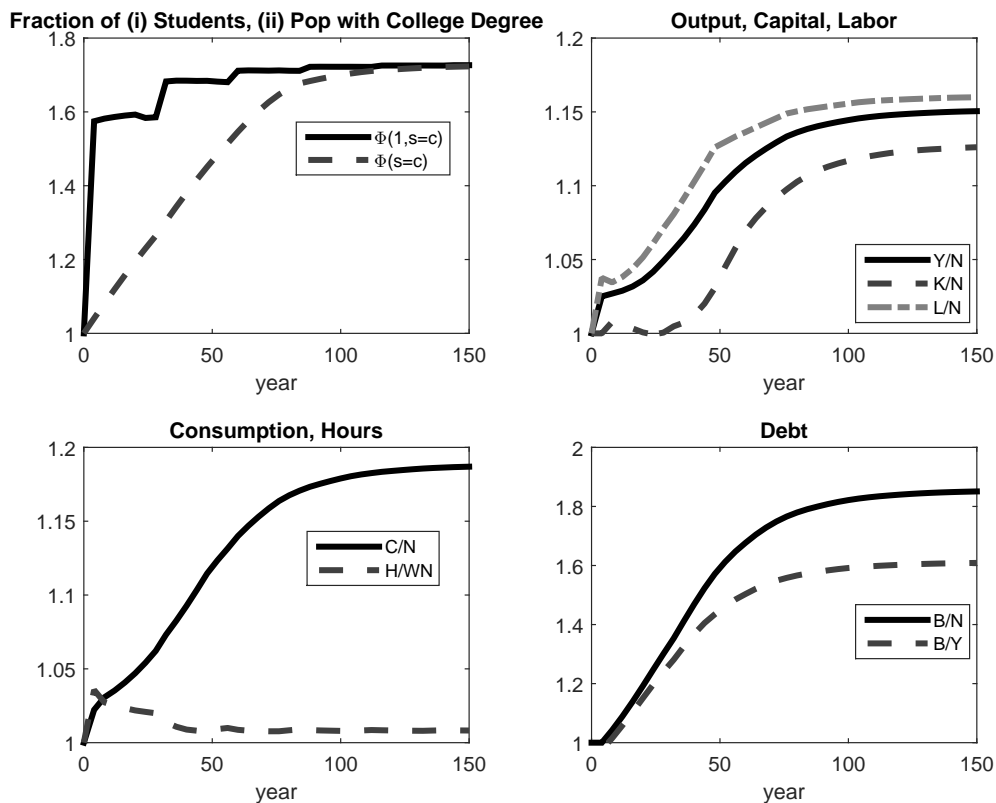 Fraction of (i) Students, (ii) Pop with College Degree
1.8
1.6
1.4
1.2
1
0
50
100
150
year
Φ(1,s=c)
Φ(s=c)
Output, Capital, Labor
1.2
1.15
1.1
1.05
1
0
50
100
150
year
Y/N
K/N
L/N
Consumption, Hours
1.2
1.15
1.1
1.05
1
0
50
100
150
year
C/N
H/WN
Debt
2
1.8
1.6
1.4
1.2
1
0
50
100
150
year
B/N
B/Y